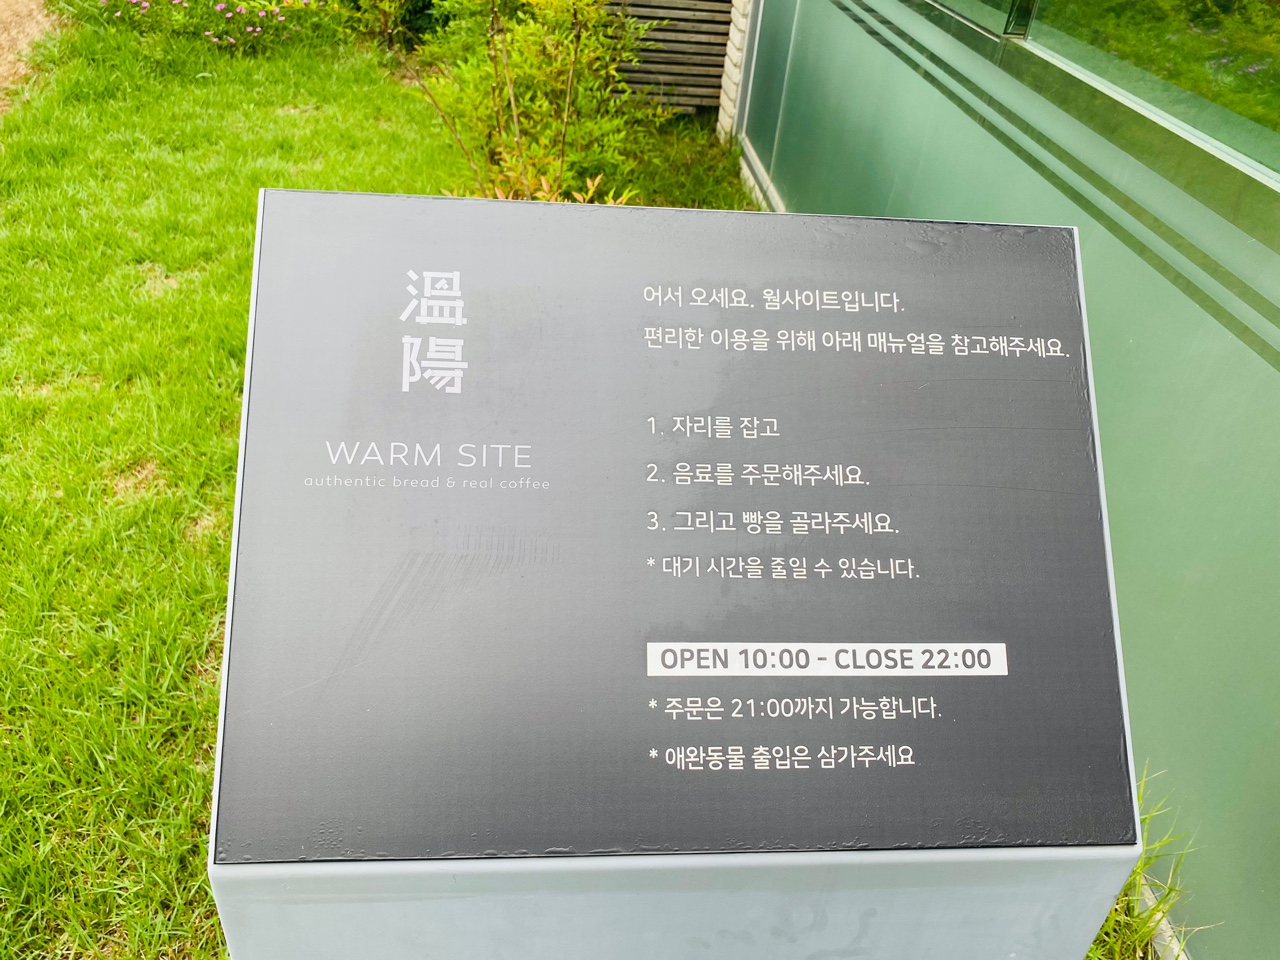 溫
陽
WARM SITE
authentic bread & real coffee
어서 오세요. 웜사이트입니다.
편리한 이용을 위해 아래 매뉴얼을 참고해주세요.
1. 자리를 잡고
2. 음료를 주문해주세요.
3. 그리고 빵을 골라주세요.
* 대기 시간을 줄일 수 있습니다.
OPEN 10:00 - CLOSE 22:00
* 주문은 21:00까지 가능합니다.
* 애완동물 출입은 삼가주세요